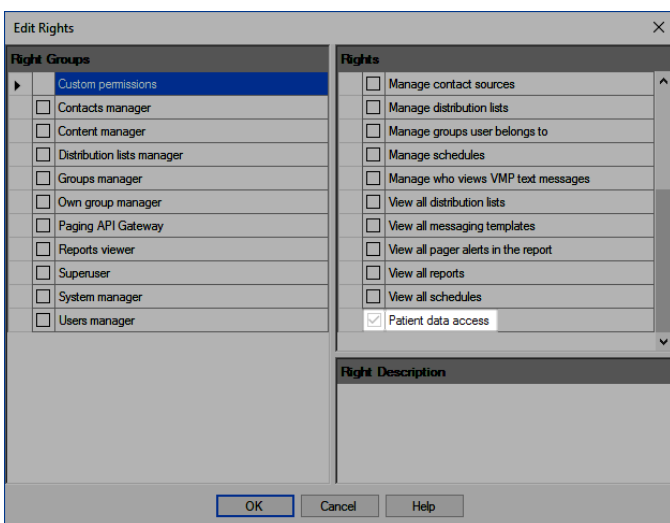 Edit Rights
Right Groups
Custom permissions
Contacts manager
Content manager
Distribution lists manager
Groups manager
Own group manager
Paging API Gateway
Reports viewer
Superuser
System manager
Users manager
Rights
Manage contact sources
Manage distribution lists
Manage groups user belongs to
Manage schedules
Manage who views VMP text messages
View all distribution lists
View all messaging templates
View all pager alerts in the report
View all reports
View all schedules
Patient data access
Right Description
OK Cancel Help